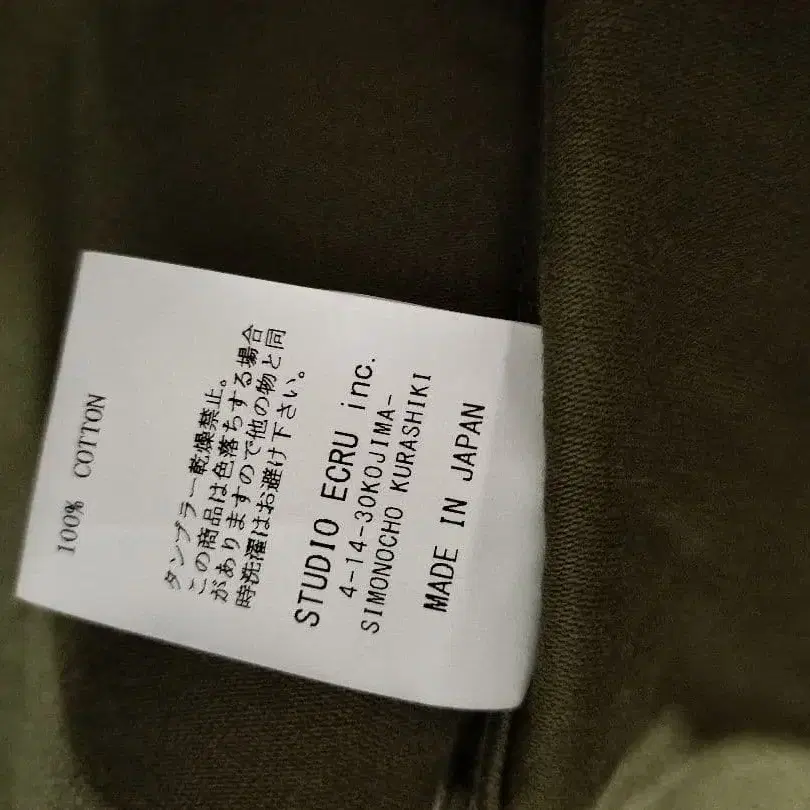 100% COTTON
タンブラー乾燥禁止。
この商品は色落ちする場合
がありますので他の物と同
時洗濯はお避け下さい。
STUDIO ECRU inc.
4-14-30KOJIMA-
SIMONOCHO KURASHIKI
MADE IN JAPAN